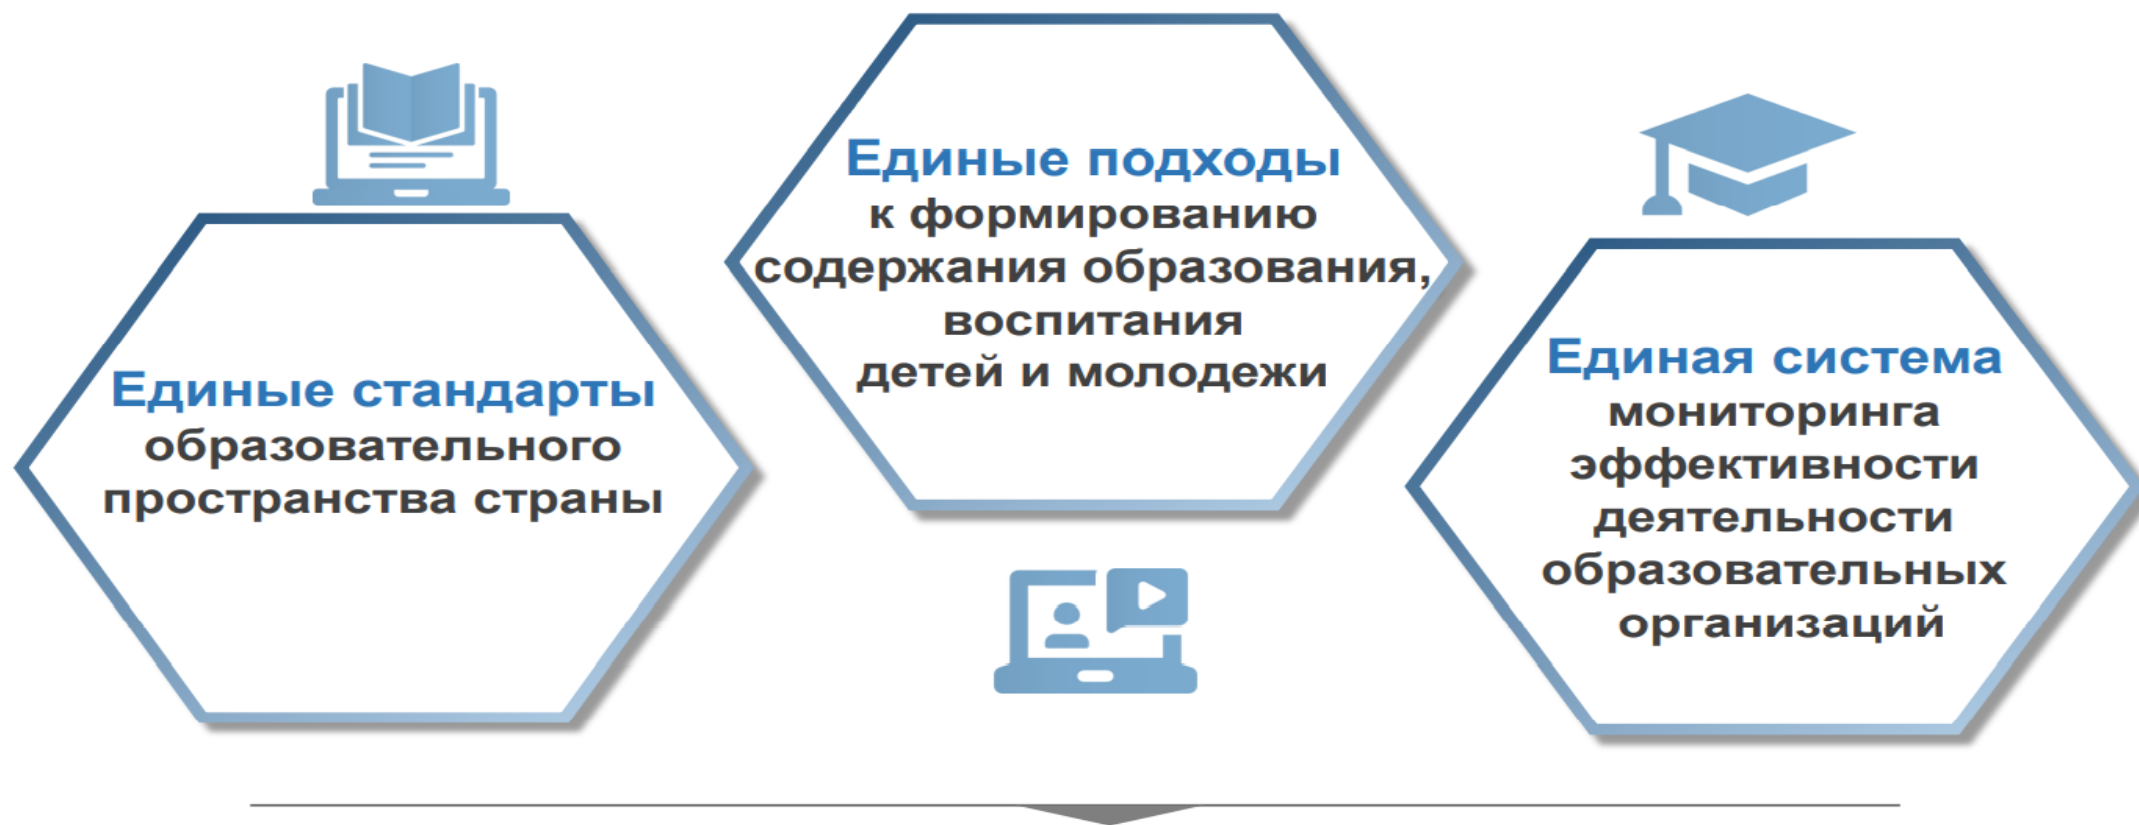 Единые стандарты
образовательного
пространства страны
Единые подходы
к формированию
содержания образования,
воспитания
детей и молодежи
Единая система
мониторинга
эффективности
деятельности
образовательных
организаций